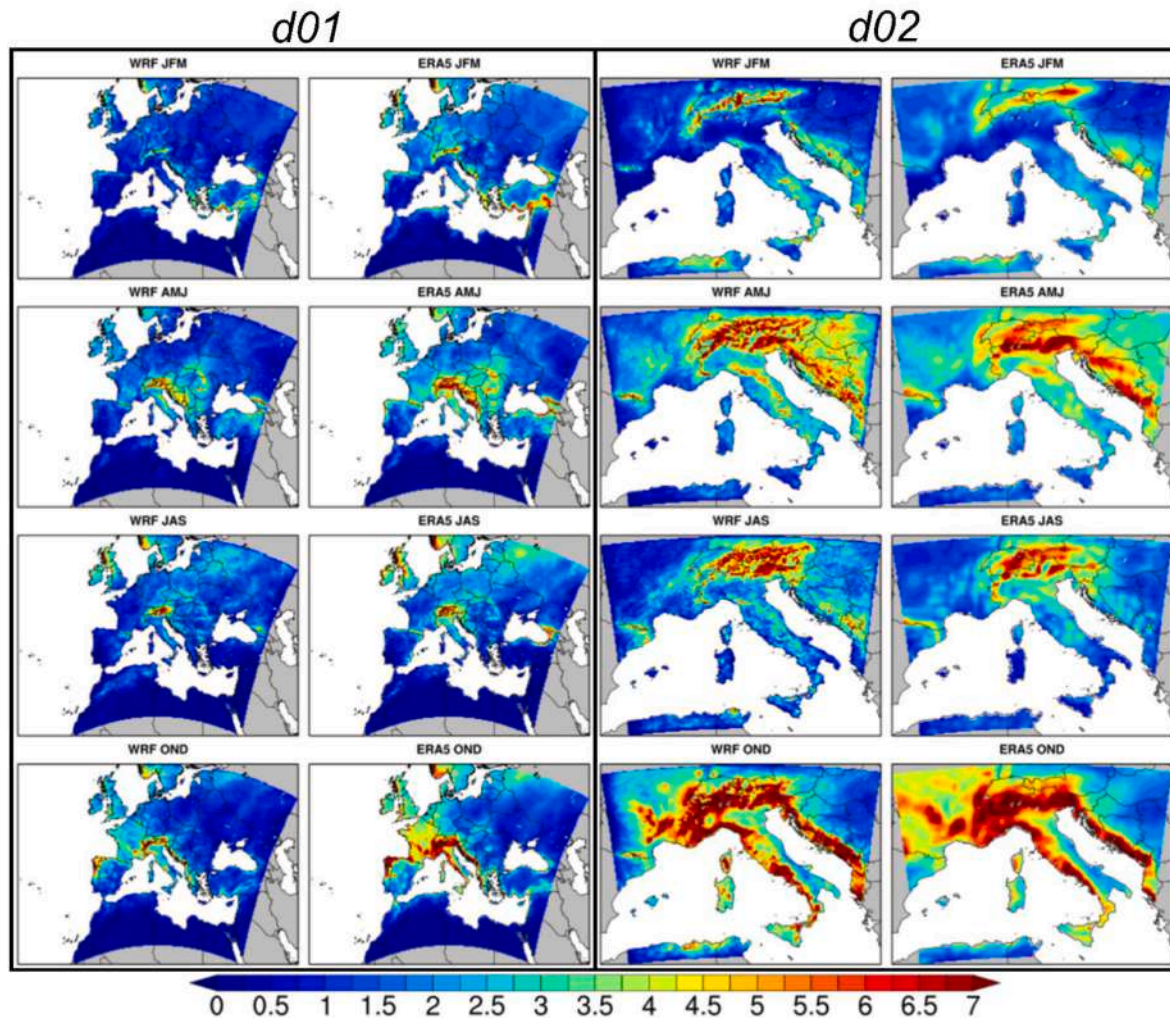 d01 d02
WRF JFM ERA5 JFM WRF JFM ERA5 JFM
WRF AMJ ERA5 AMJ WRF AMJ ERA5 AMJ
WRF JAS ERA5 JAS WRF JAS ERA5 JAS
WRF OND ERA5 OND WRF OND ERA5 OND
0 0.5 1 1.5 2 2.5 3 3.5 4 4.5 5 5.5 6 6.5 7